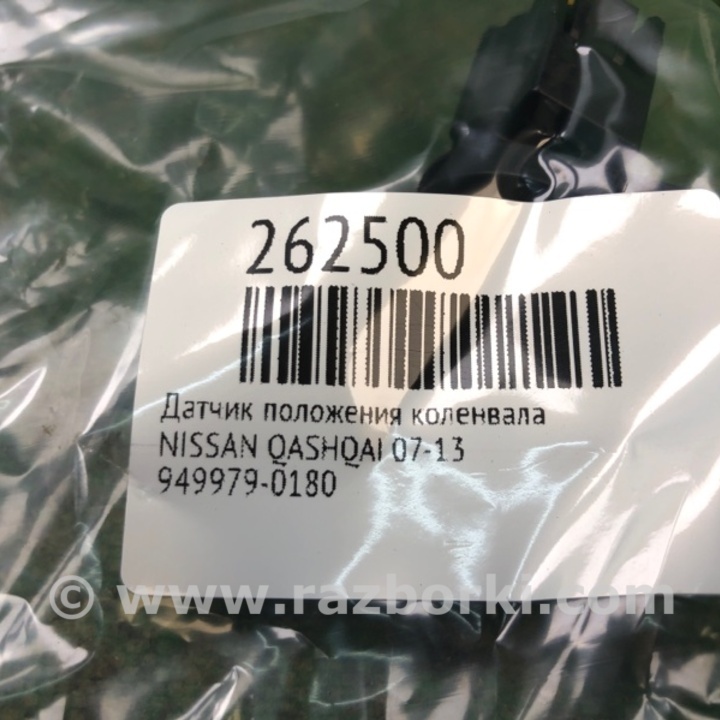 262500
Датчик положения коленвала
NISSAN QASHQAI 07-13
949979-0180
© www.razborki.com